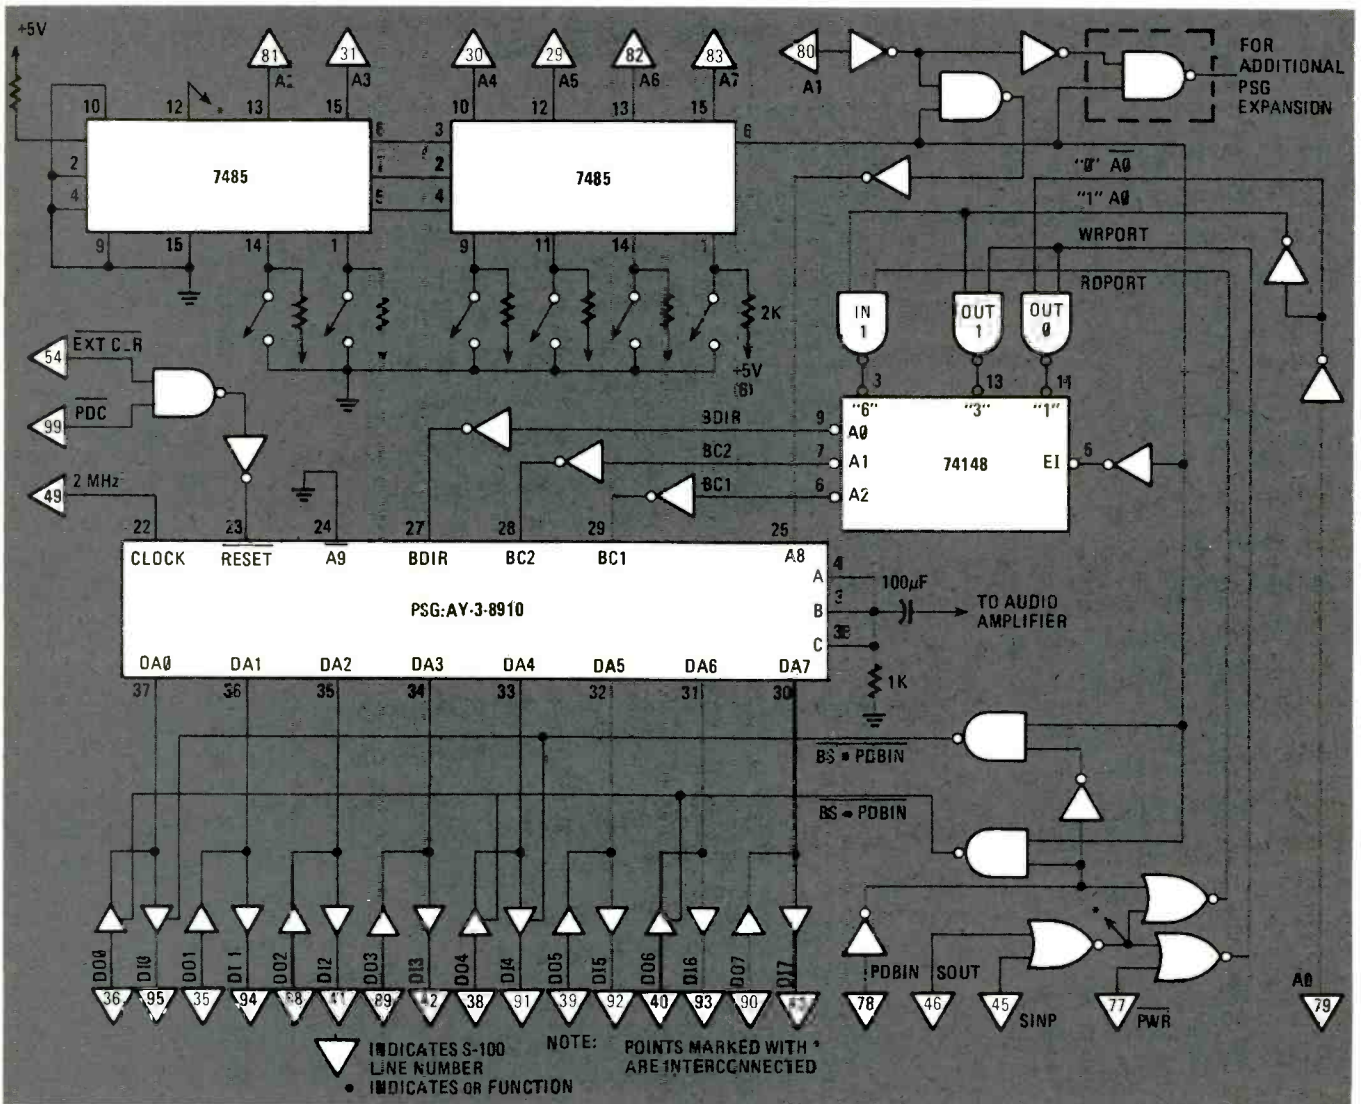 +5V
81 31 30 29 82 83 80
A2 A3 A4 A5 A6 A7 A1
FOR
ADDITIONAL
PSG
EXPANSION
10 12 * 13 15 10 12 13 15
6 3 6
2 7485 2 7485
4 5 4
9 15 14 1 9 11 14 1
"0" A0
"1" A0
WRPORT
RDPORT
2K
+5V
(6)
IN
1
OUT
1
OUT
0
3 13 11
"6" "3" "1"
54 EXT CLR
99 PDC
49 2 MHz
BDIR 9 A0
BC2 7 A1 74148 EI 5
BC1 6 A2
22 23 24 27 28 29 25
CLOCK RESET A9 BDIR BC2 BC1 A8
A 4 100µF
PSG:AY-3-8910
B 3 TO AUDIO
AMPLIFIER
C
1K
DA0 DA1 DA2 DA3 DA4 DA5 DA6 DA7
37 36 35 34 33 32 31 30
BS • PDBIN
BS • PDBIN
*
DO0 DI0 DO1 DI1 DO2 DI2 DO3 DI3 DO4 DI4 DO5 DI5 DO6 DI6 DO7 DI7
PDBIN SOUT SINP PWR A0
36 95 35 94 88 41 89 42 38 91 39 92 40 93 90 43 78 46 45 77 79
INDICATES S-100
LINE NUMBER
• INDICATES OR FUNCTION
NOTE: POINTS MARKED WITH *
ARE INTERCONNECTED